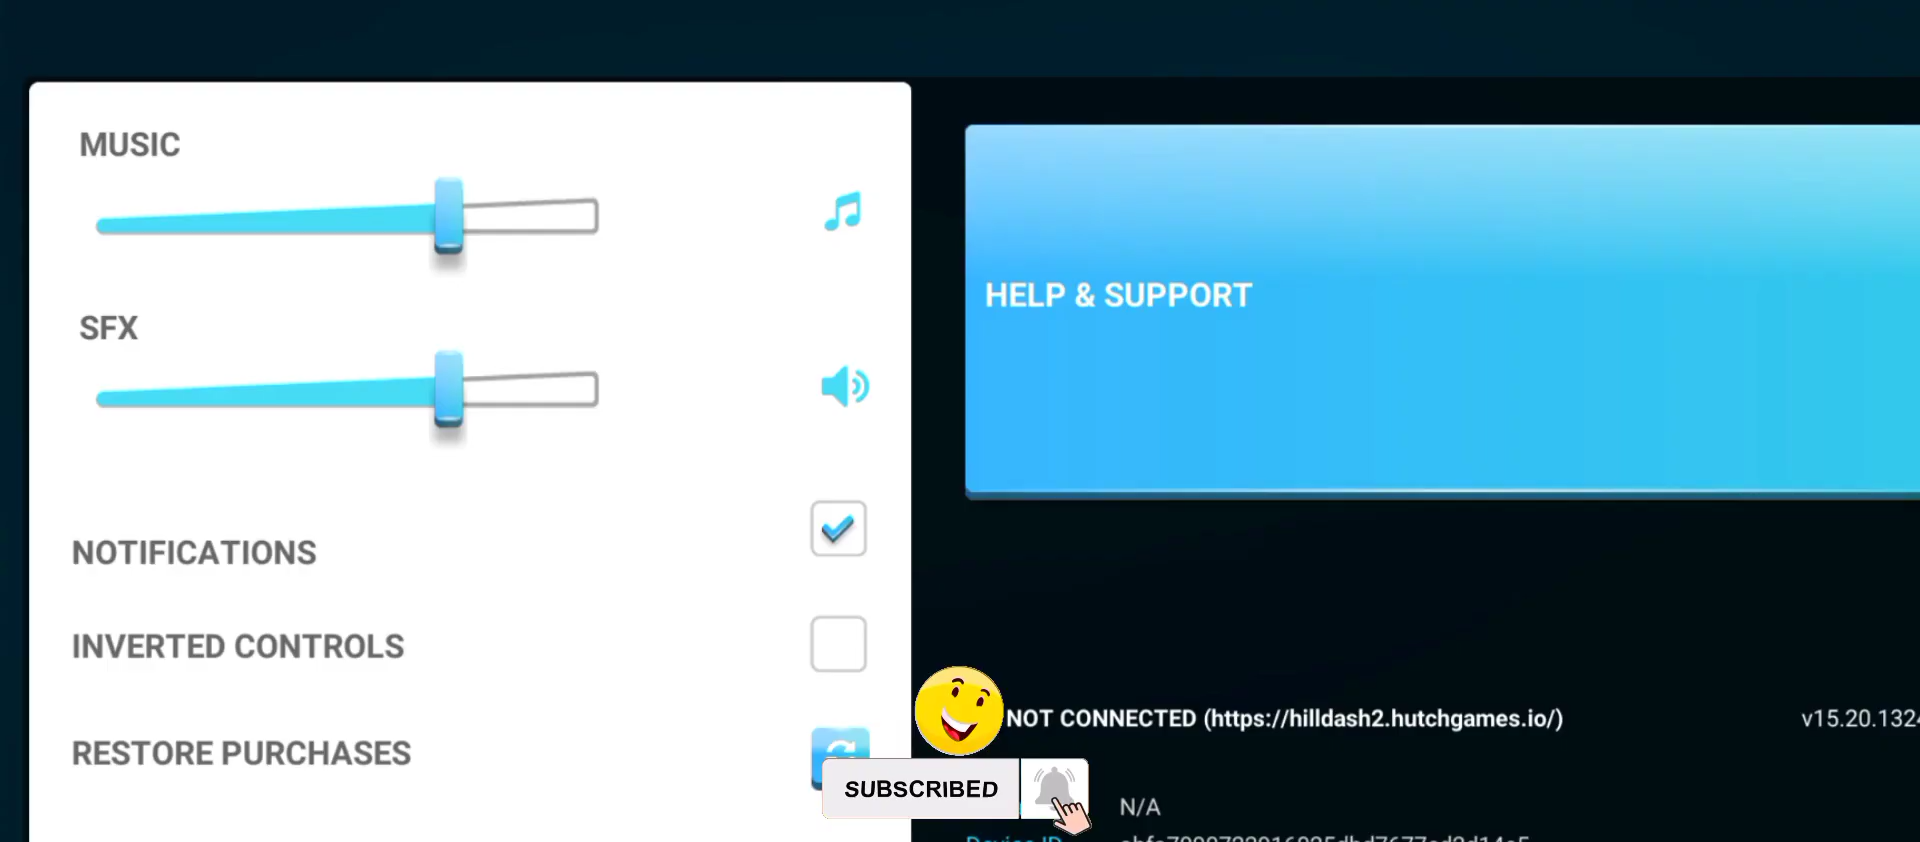 MUSIC
SFX
NOTIFICATIONS
INVERTED CONTROLS
RESTORE PURCHASES
HELP & SUPPORT
NOT CONNECTED (https://hilldash2.hutchgames.io/)
SUBSCRIBED
N/A